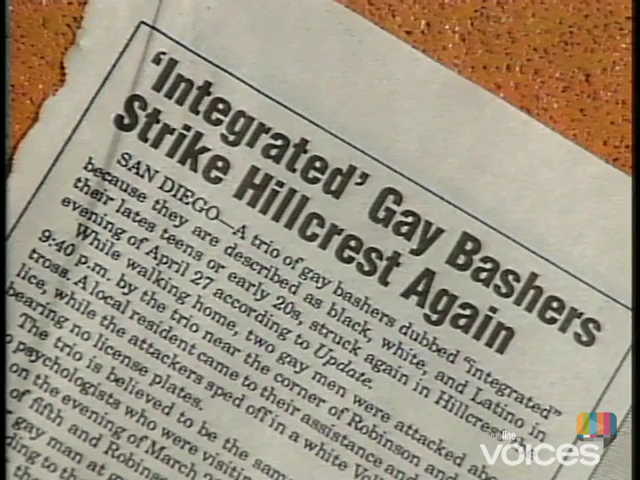 'Integrated' Gay Bashers
Strike Hillcrest Again
SAN DIEGO—A trio of gay bashers dubbed "integrated"
because they are described as black, white, and Latino in
their lates teens or early 20s, struck again in Hillcrest
evening of April 27 according to Update.
While walking home, two gay men were attacked
9:40 p.m. by the trio near the corner of Robinson and
tross. A local resident came to their assistance and
lice, while the attackers sped off in a white
bearing no license plates.
The trio is believed to be the
psychologists who were
on the evening of March
of fifth and
gay man at
ding to the
VOICES